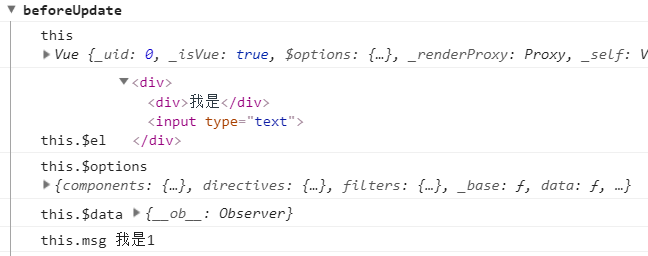 beforeUpdate
this
Vue {_uid: 0, _isVue: true, $options: {…}, _renderProxy: Proxy, _self: V
<div>
<div>我是</div>
<input type="text">
this.$el </div>
this.$options
{components: {…}, directives: {…}, filters: {…}, _base: ƒ, data: ƒ, …}
this.$data {__ob__: Observer}
this.msg 我是1